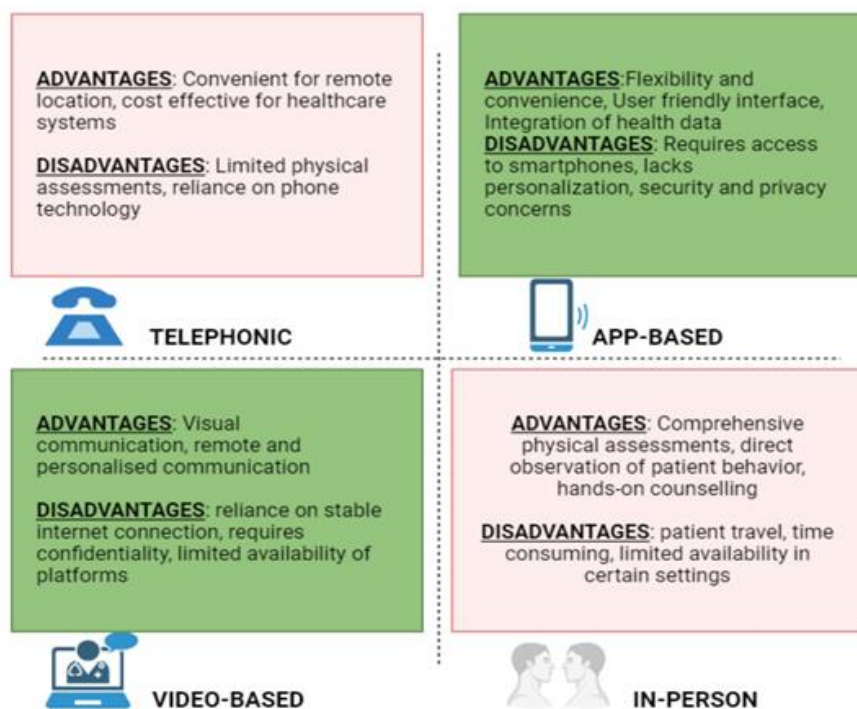 ADVANTAGES: Convenient for remote
location, cost effective for healthcare
systems
DISADVANTAGES: Limited physical
assessments, reliance on phone
technology
TELEPHONIC
ADVANTAGES:Flexibility and
convenience, User friendly interface,
Integration of health data
DISADVANTAGES: Requires access
to smartphones, lacks
personalization, security and privacy
concerns
APP-BASED
ADVANTAGES: Visual
communication, remote and
personalised communication
DISADVANTAGES: reliance on stable
internet connection, requires
confidentiality, limited availability of
platforms
VIDEO-BASED
ADVANTAGES: Comprehensive
physical assessments, direct
observation of patient behavior,
hands-on counselling
DISADVANTAGES: patient travel, time
consuming, limited availability in
certain settings
IN-PERSON